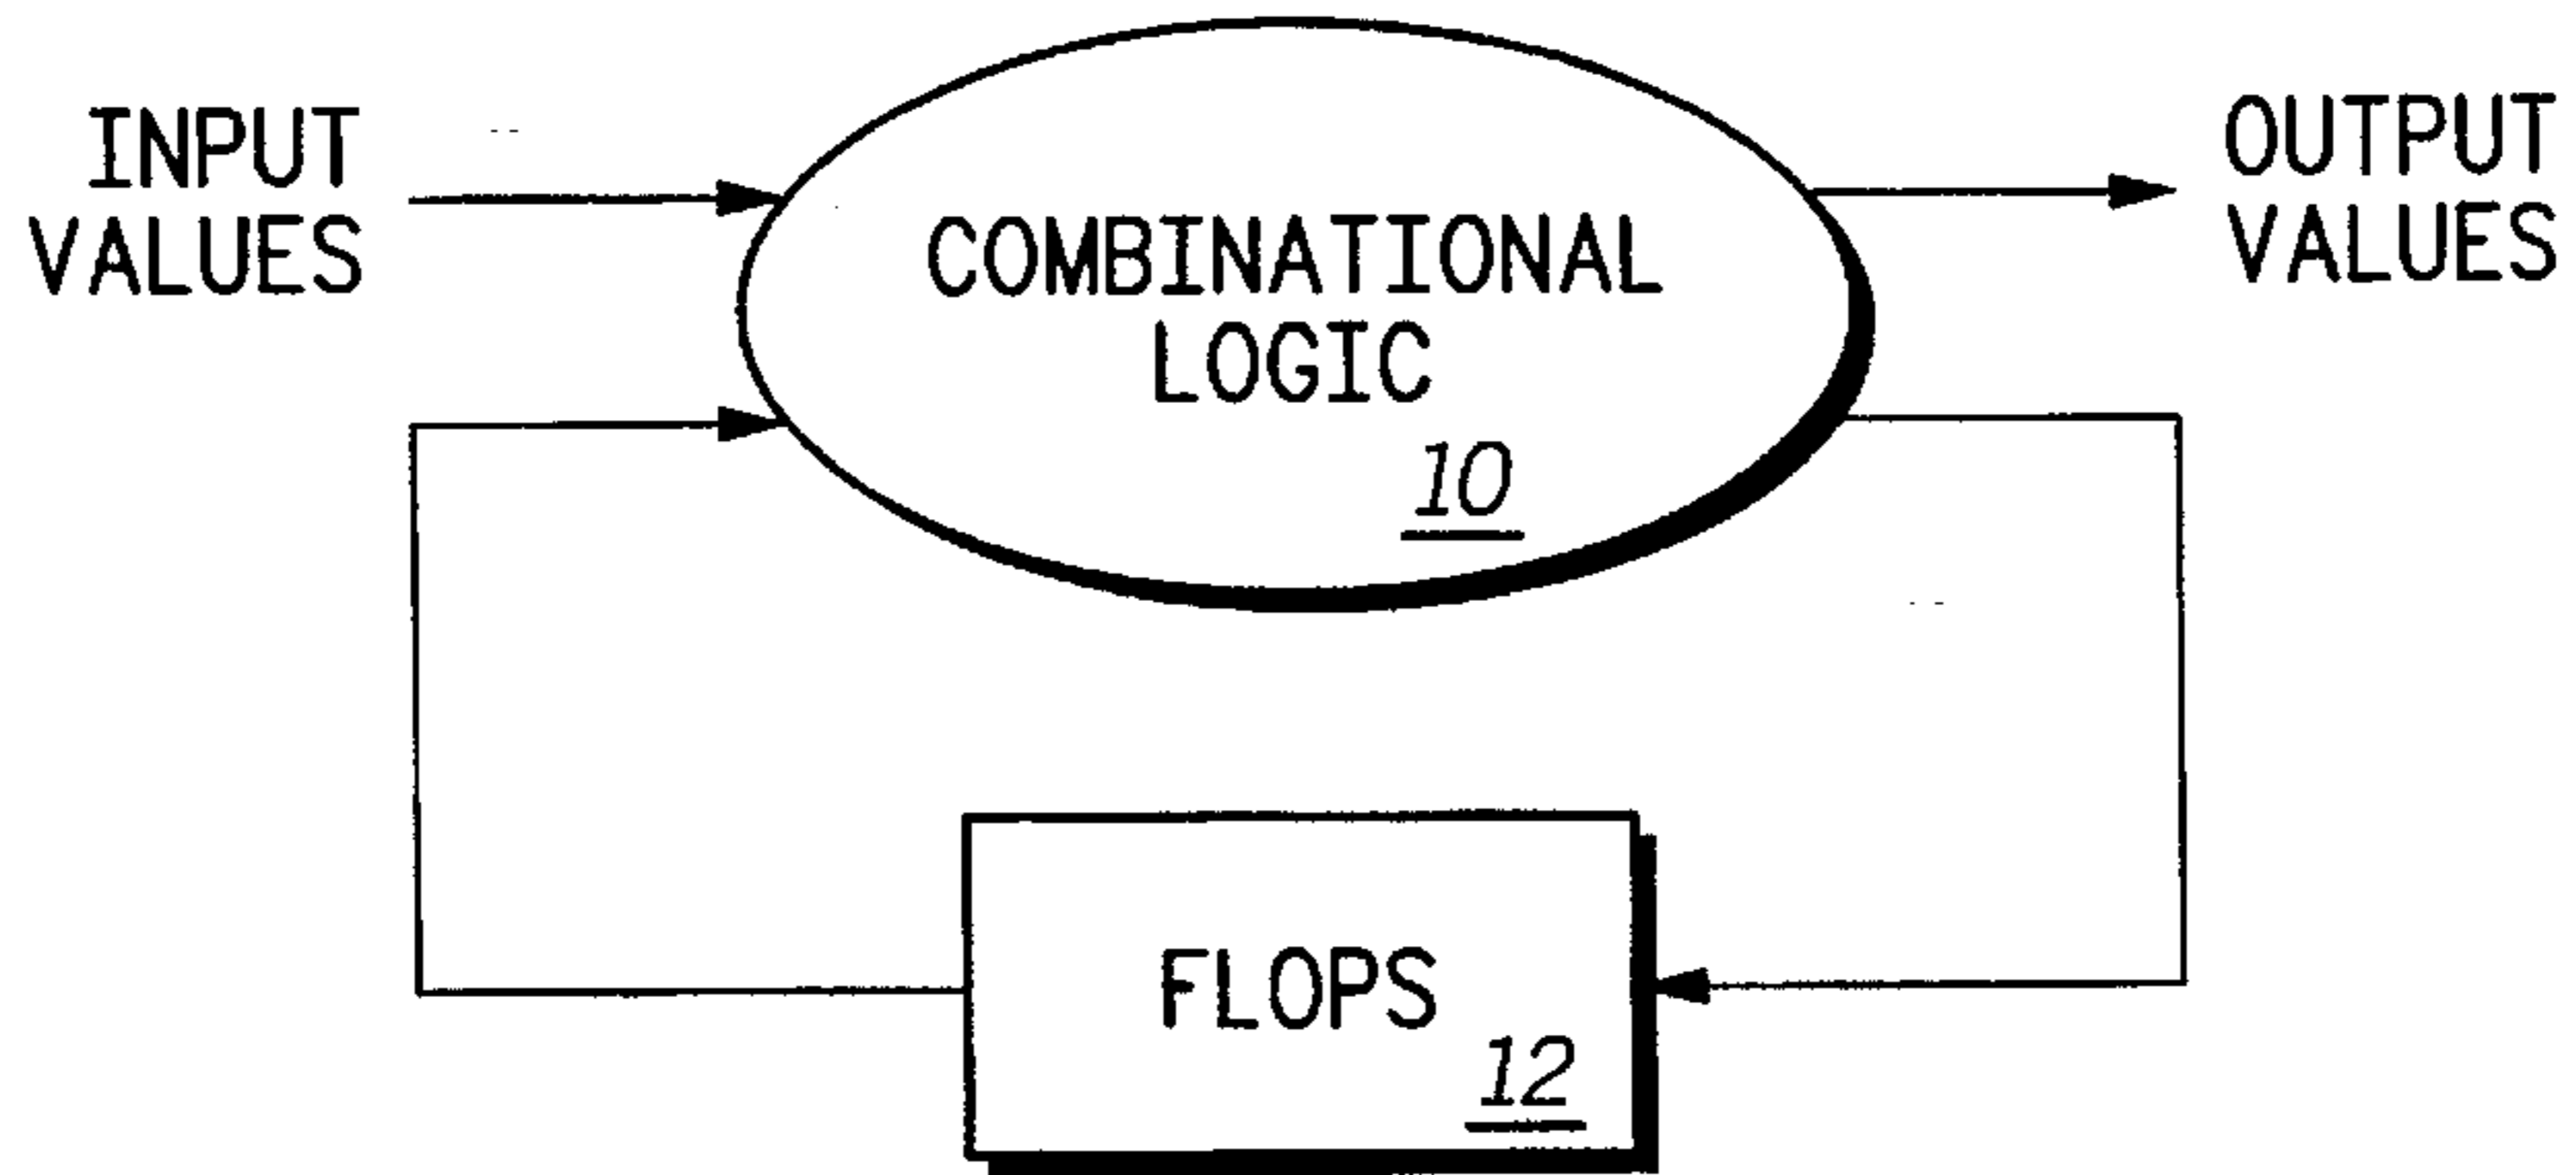 INPUT
VALUES
COMBINATIONAL
LOGIC
10
OUTPUT
VALUES
FLOPS
12